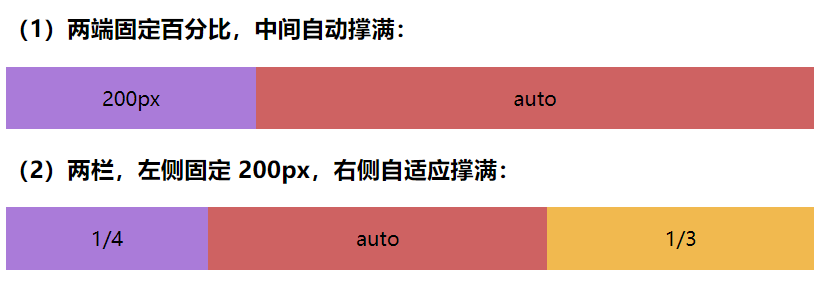 （1）两端固定百分比，中间自动撑满：
200px auto
（2）两栏，左侧固定 200px，右侧自适应撑满：
1/4 auto 1/3